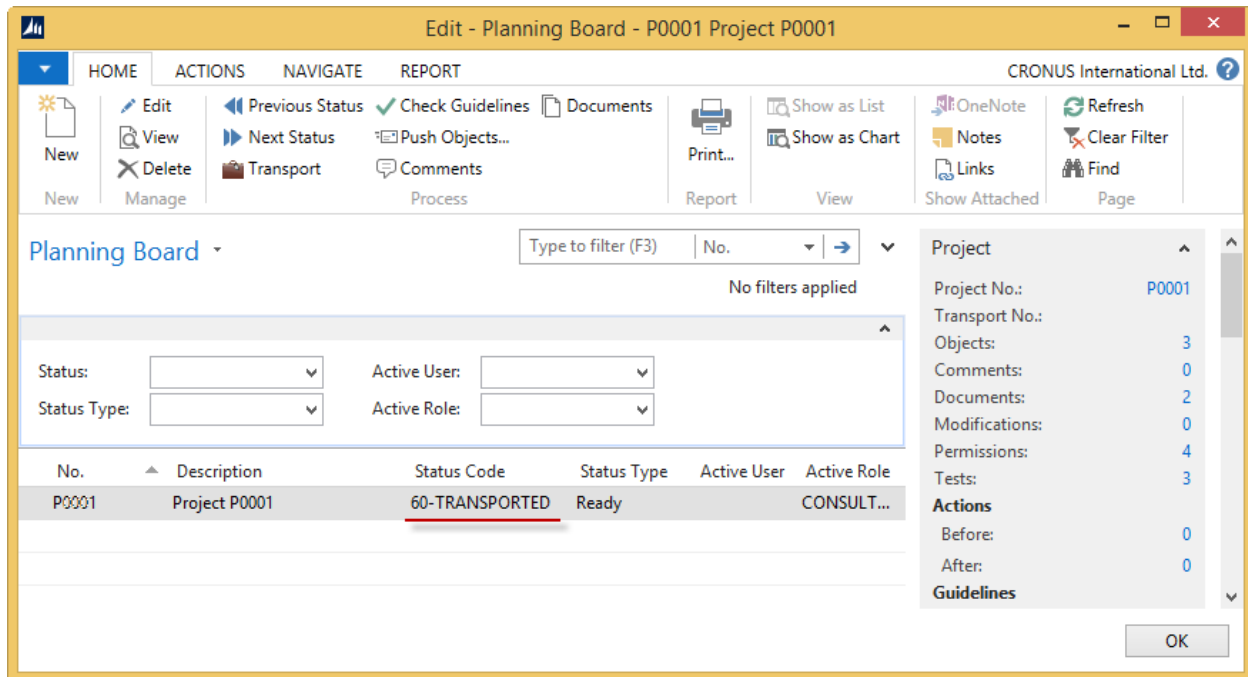 Edit - Planning Board - P0001 Project P0001
HOME ACTIONS NAVIGATE REPORT CRONUS International Ltd.
New
Edit
View
Delete
Previous Status
Next Status
Transport
Check Guidelines
Push Objects...
Comments
Documents
Print...
Show as List
Show as Chart
OneNote
Notes
Links
Refresh
Clear Filter
Find
New Manage Process Report View Show Attached Page
Planning Board
Type to filter (F3) No.
No filters applied
Status: Active User:
Status Type: Active Role:
No. Description Status Code Status Type Active User Active Role
P0001 Project P0001 60-TRANSPORTED Ready CONSULT...
Project
Project No.: P0001
Transport No.:
Objects: 3
Comments: 0
Documents: 2
Modifications: 0
Permissions: 4
Tests: 3
Actions
Before: 0
After: 0
Guidelines
OK